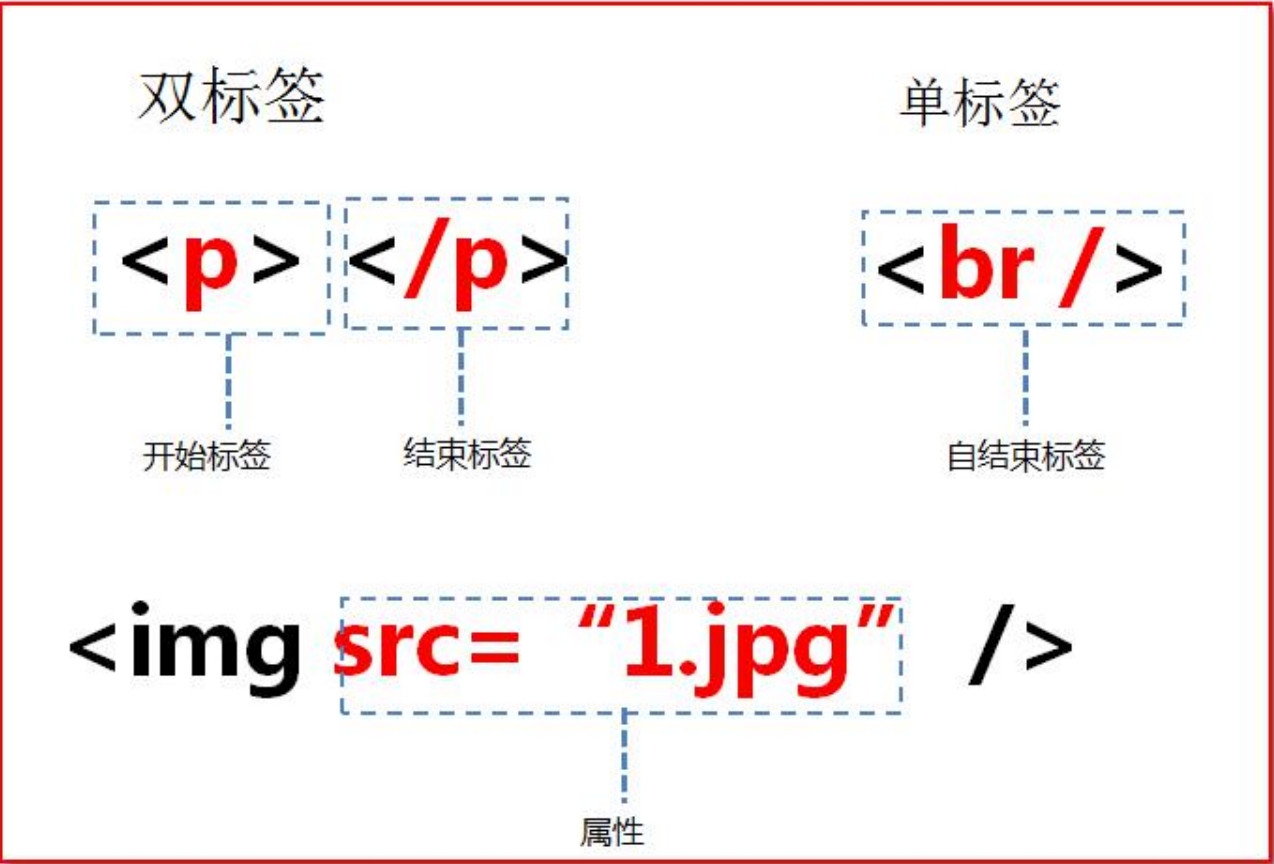 双标签 单标签
<p> </p> <br />
开始标签 结束标签 自结束标签
<img src= “1.jpg” />
属性